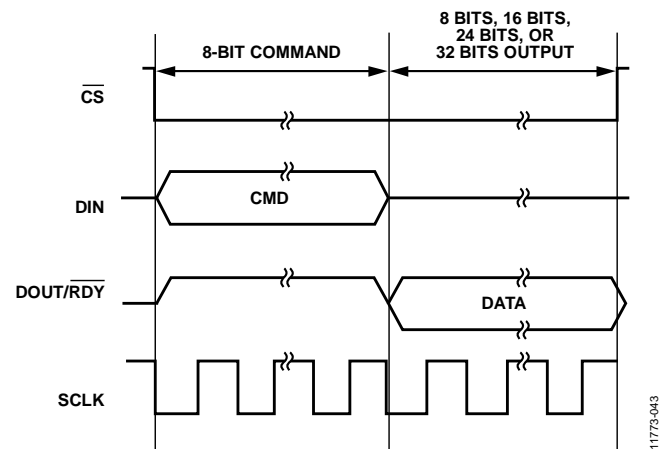 8 BITS, 16 BITS,
24 BITS, OR
32 BITS OUTPUT
8-BIT COMMAND
CS
DIN
CMD
DOUT/RDY
DATA
SCLK
11773-043